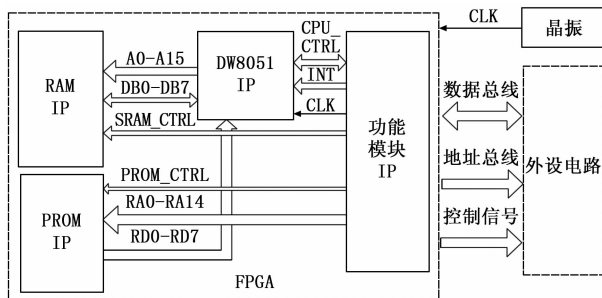 CLK
晶振
CPU_
CTRL
A0-A15
DW8051
IP
INT
DB0-DB7
RAM
IP
CLK
SRAM_CTRL
数据总线
功能
模块
IP
地址总线
外设电路
PROM_CTRL
RA0-RA14
控制信号
PROM
IP
RD0-RD7
FPGA